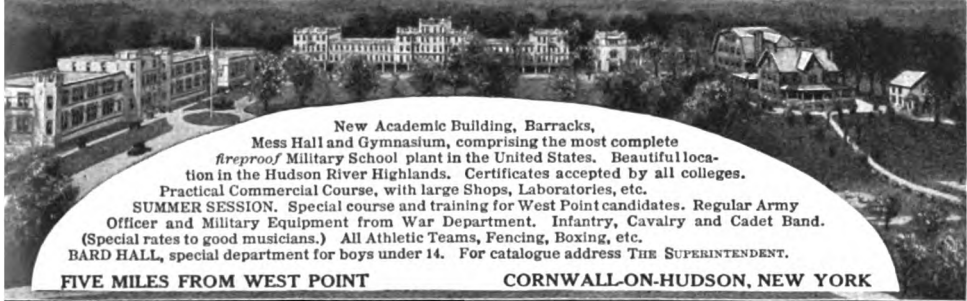 New Academic Building, Barracks,
Mess Hall and Gymnasium, comprising the most complete
fireproof Military School plant in the United States. Beautiful loca-
tion in the Hudson River Highlands. Certificates accepted by all colleges.
Practical Commercial Course, with large Shops, Laboratories, etc.
SUMMER SESSION. Special course and training for West Point candidates. Regular Army
Officer and Military Equipment from War Department. Infantry, Cavalry and Cadet Band.
(Special rates to good musicians.) All Athletic Teams, Fencing, Boxing, etc.
BARD HALL, special department for boys under 14. For catalogue address THE SUPERINTENDENT.
FIVE MILES FROM WEST POINT CORNWALL-ON-HUDSON, NEW YORK